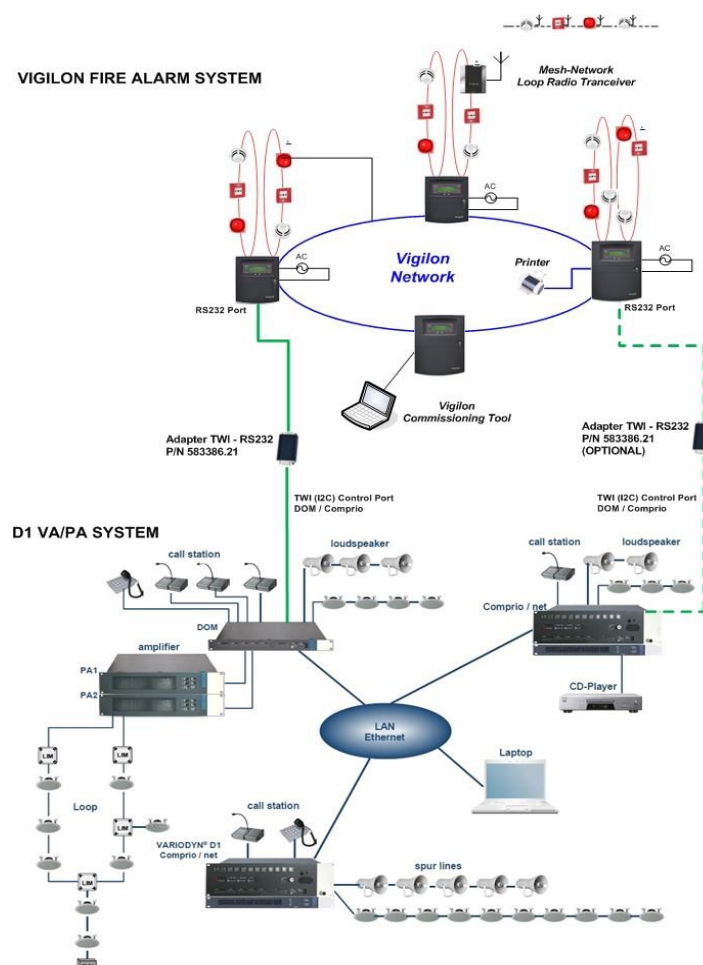 Mesh-Network
Loop Radio Tranceiver
VIGILON FIRE ALARM SYSTEM
AC
AC
AC
Vigilon
Network
Printer
RS232 Port
RS232 Port
Vigilon
Commissioning Tool
Adapter TWI - RS232
P/N 583386.21
Adapter TWI - RS232
P/N 583386.21
(OPTIONAL)
TWI (I2C) Control Port
DOM / Comprio
TWI (I2C) Control Port
DOM / Comprio
D1 VA/PA SYSTEM
call station
loudspeaker
call station
loudspeaker
DOM
Comprio / net
amplifier
PA1
PA2
CD-Player
LAN
Ethernet
LIM
LIM
Laptop
Loop
LIM
call station
VARIODYN® D1
Comprio / net
spur lines
LIM